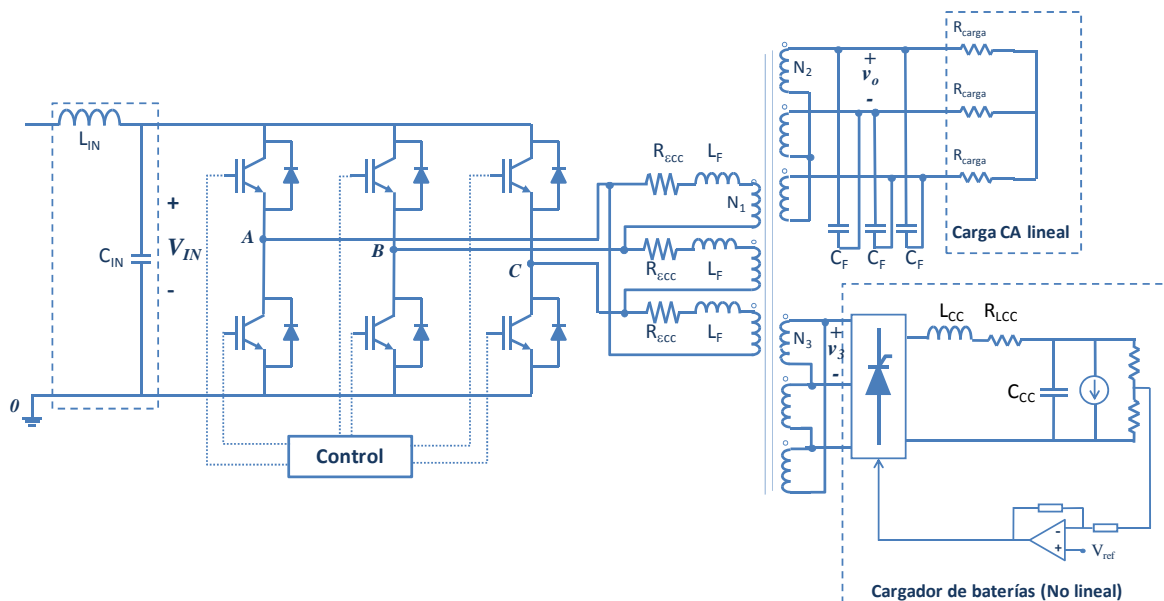 L_IN
C_IN
+
V_IN
-
0
A
B
C
Control
R_εcc
L_F
N_1
R_εcc
L_F
R_εcc
L_F
N_2
+
v_o
-
C_F
C_F
C_F
R_carga
R_carga
R_carga
Carga CA lineal
N_3
+
v_3
-
L_CC
R_LCC
C_CC
-
+
V_ref
Cargador de baterías (No lineal)